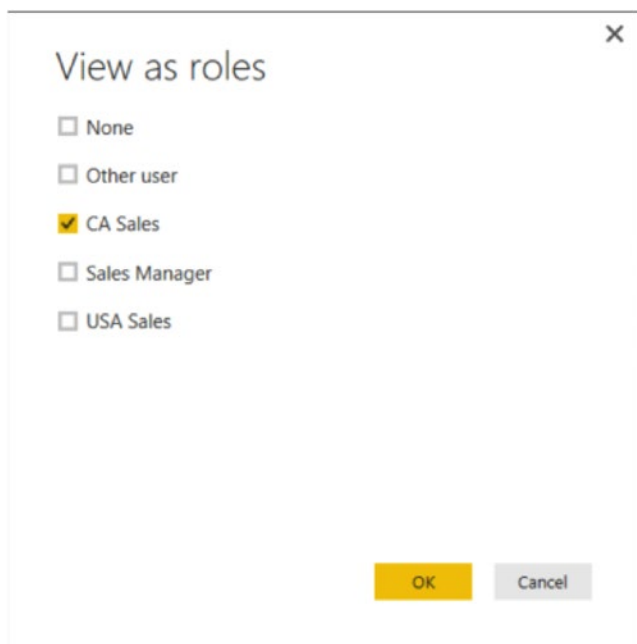 View as roles
None
Other user
CA Sales
Sales Manager
USA Sales
OK Cancel